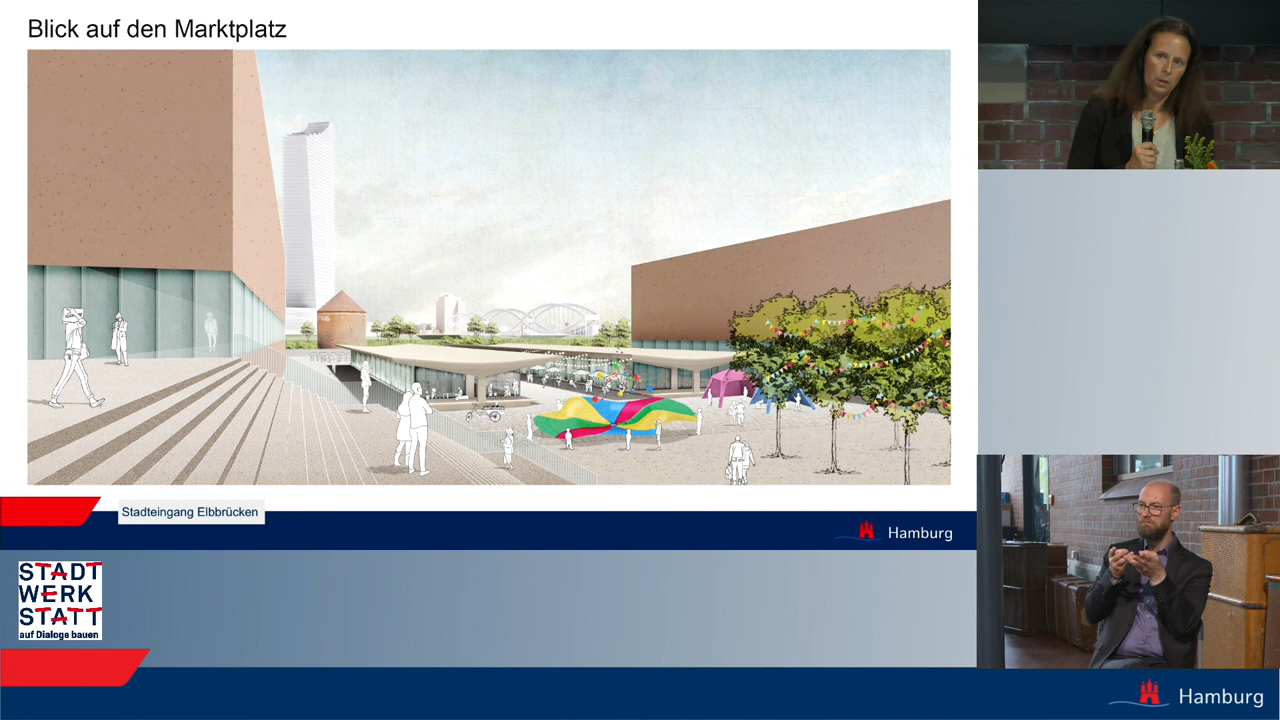 Blick auf den Marktplatz
Stadteingang Elbbrücken
Hamburg
STADT
WERK
STATT
auf Dialoge bauen
Hamburg